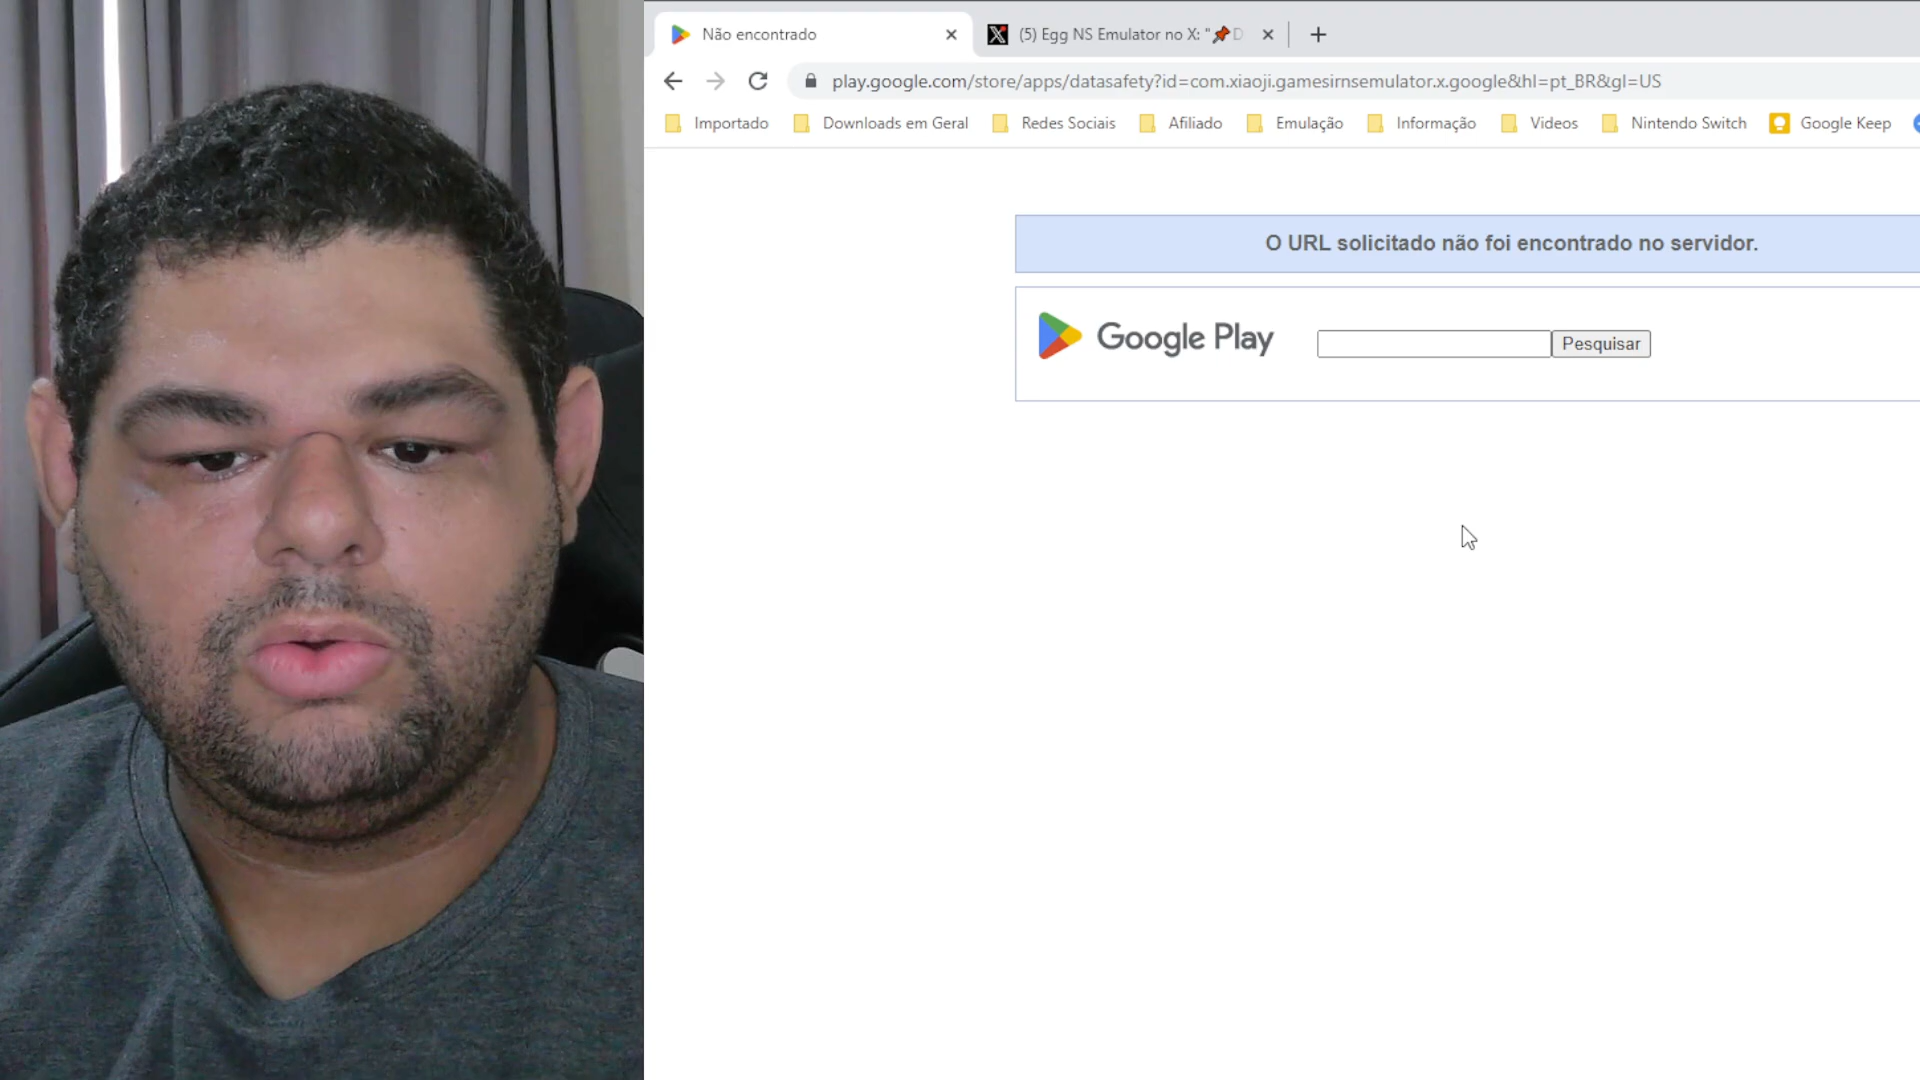 Não encontrado
(5) Egg NS Emulator no X: "📌D
play.google.com/store/apps/datasafety?id=com.xiaoji.gamesirnsemulator.x.google&hl=pt_BR&gl=US
Importado Downloads em Geral Redes Sociais Afiliado Emulação Informação Videos Nintendo Switch Google Keep
O URL solicitado não foi encontrado no servidor.
Google Play Pesquisar